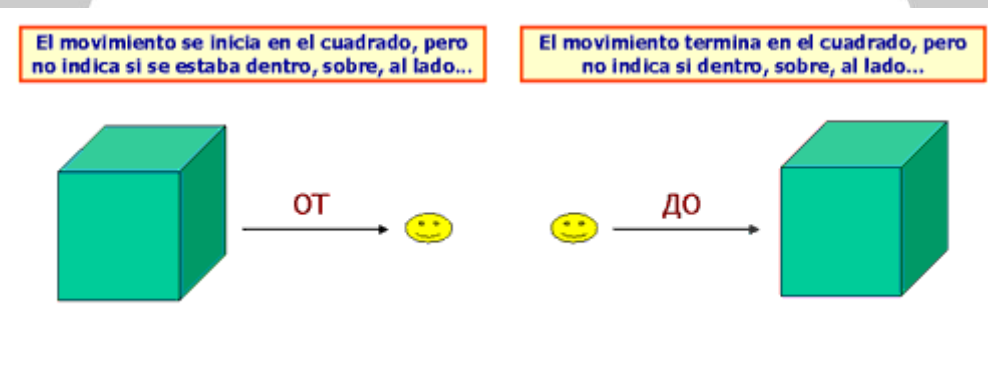 El movimiento se inicia en el cuadrado, pero
no indica si se estaba dentro, sobre, al lado...
El movimiento termina en el cuadrado, pero
no indica si dentro, sobre, al lado...
ОТ
ДО